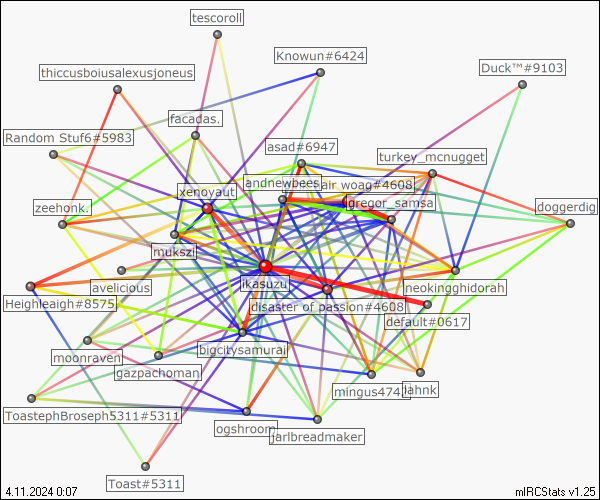 tescoroll
Knowun#6424
Duck™#9103
thiccusboiusalexusjoneus
facadas.
Random Stuf6#5983
asad#6947
turkey_mcnugget
andnewbees
air woag#4608
xenoyaut
gregor_samsa
zeehonk.
doggerdig
mukszi
avelicious
ikasuzu
neokingghidorah
Heighleaigh#8575
disaster of passion#4608
default#0617
moonraven
bigcitysamurai
gazpachoman
mingus474
jahnk
ToastephBroseph5311#5311
ogshroom
jarlbreadmaker
Toast#5311
4.11.2024 0:07
mIRCStats v1.25